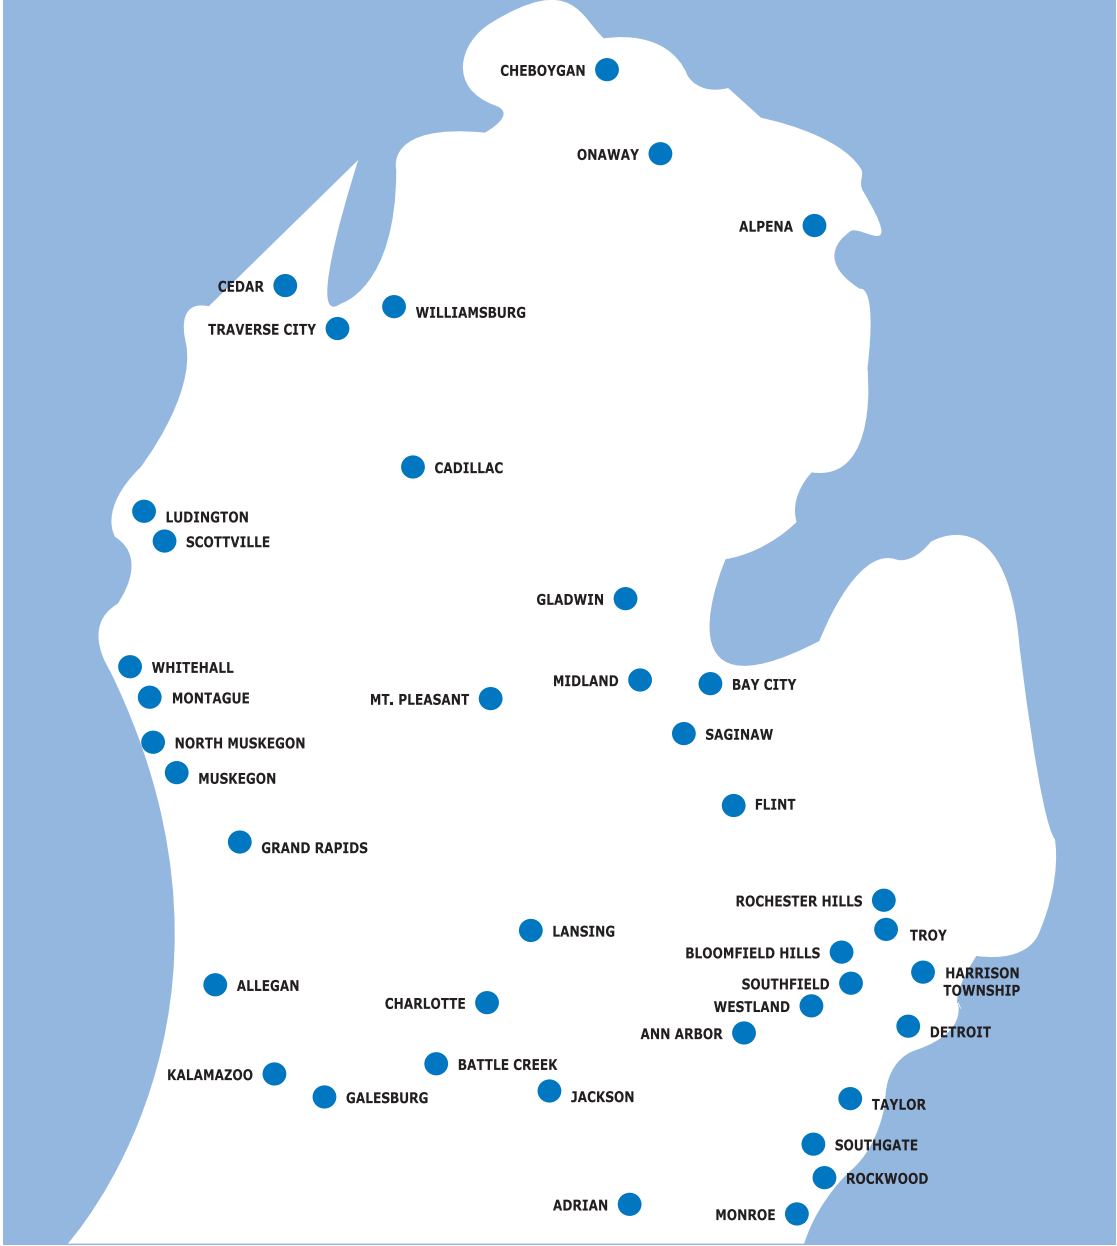 CHEBOYGAN
ONAWAY
ALPENA
CEDAR
WILLIAMSBURG
TRAVERSE CITY
CADILLAC
LUDINGTON
SCOTTVILLE
GLADWIN
WHITEHALL
MIDLAND
BAY CITY
MONTAGUE
MT. PLEASANT
SAGINAW
NORTH MUSKEGON
MUSKEGON
FLINT
GRAND RAPIDS
ROCHESTER HILLS
LANSING
TROY
BLOOMFIELD HILLS
HARRISON
TOWNSHIP
SOUTHFIELD
ALLEGAN
CHARLOTTE
WESTLAND
ANN ARBOR
DETROIT
BATTLE CREEK
KALAMAZOO
GALESBURG
JACKSON
TAYLOR
SOUTHGATE
ROCKWOOD
ADRIAN
MONROE